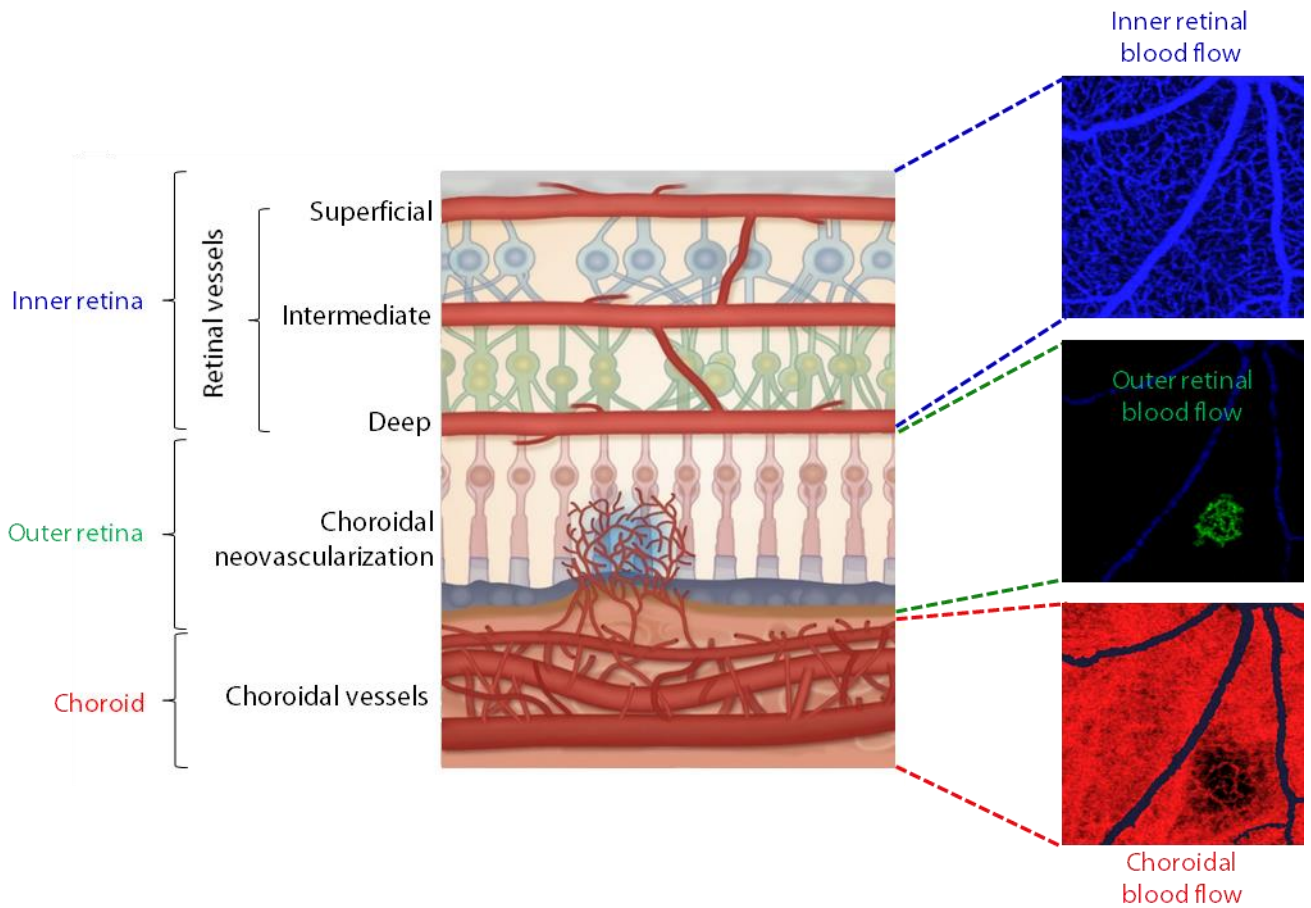 Inner retinal
blood flow
Superficial
Retinal vessels
Inner retina
Intermediate
Deep
Outer retinal
blood flow
Choroidal
neovascularization
Outer retina
Choroidal vessels
Choroid
Choroidal
blood flow